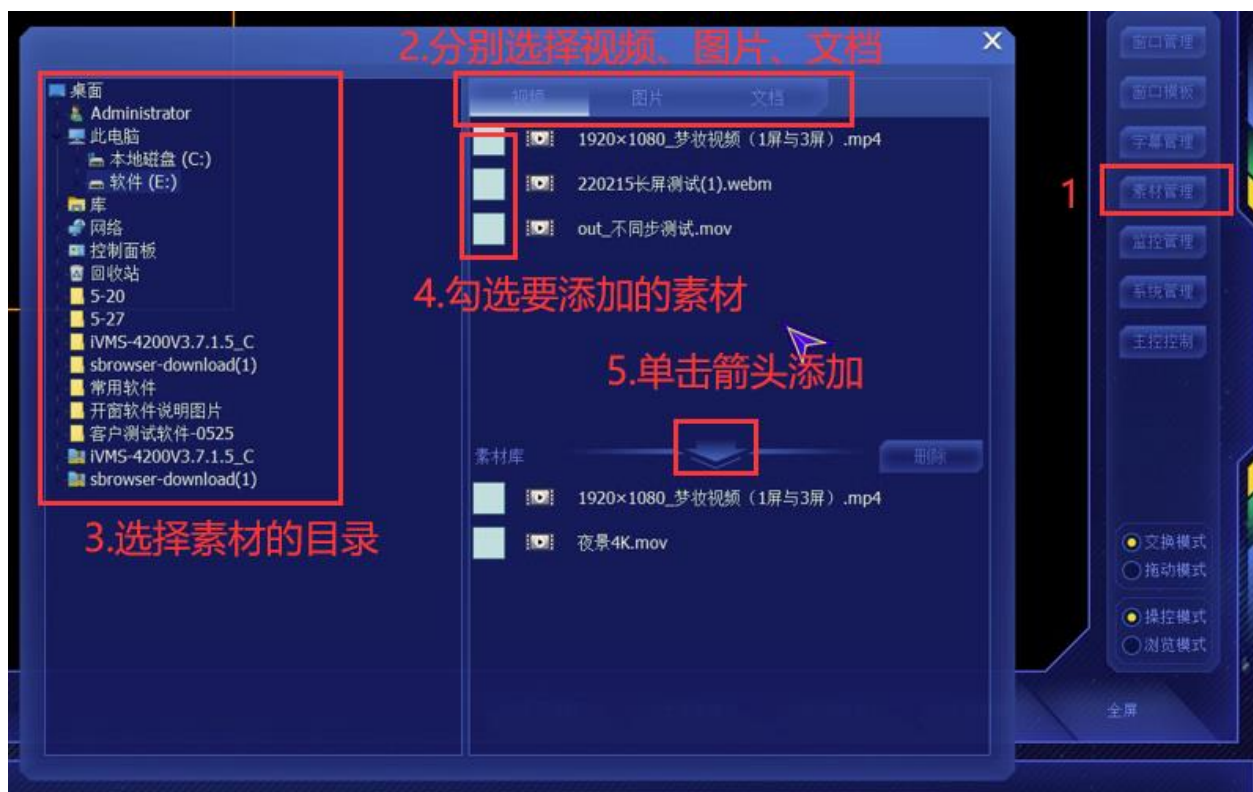 2.分别选择视频、图片、文档
桌面
Administrator
此电脑
本地磁盘 (C:)
软件 (E:)
库
网络
控制面板
回收站
5-20
5-27
iVMS-4200V3.7.1.5_C
sbrowser-download(1)
常用软件
开窗软件说明图片
客户测试软件-0525
iVMS-4200V3.7.1.5_C
sbrowser-download(1)
3.选择素材的目录
视频 图片 文档
1920×1080_梦妆视频（1屏与3屏）.mp4
220215长屏测试(1).webm
out_不同步测试.mov
4.勾选要添加的素材
5.单击箭头添加
素材库 删除
1920×1080_梦妆视频（1屏与3屏）.mp4
夜景4K.mov
窗口管理
窗口模板
字幕管理
1
素材管理
监控管理
系统管理
主控控制
交换模式
拖动模式
操控模式
浏览模式
全屏